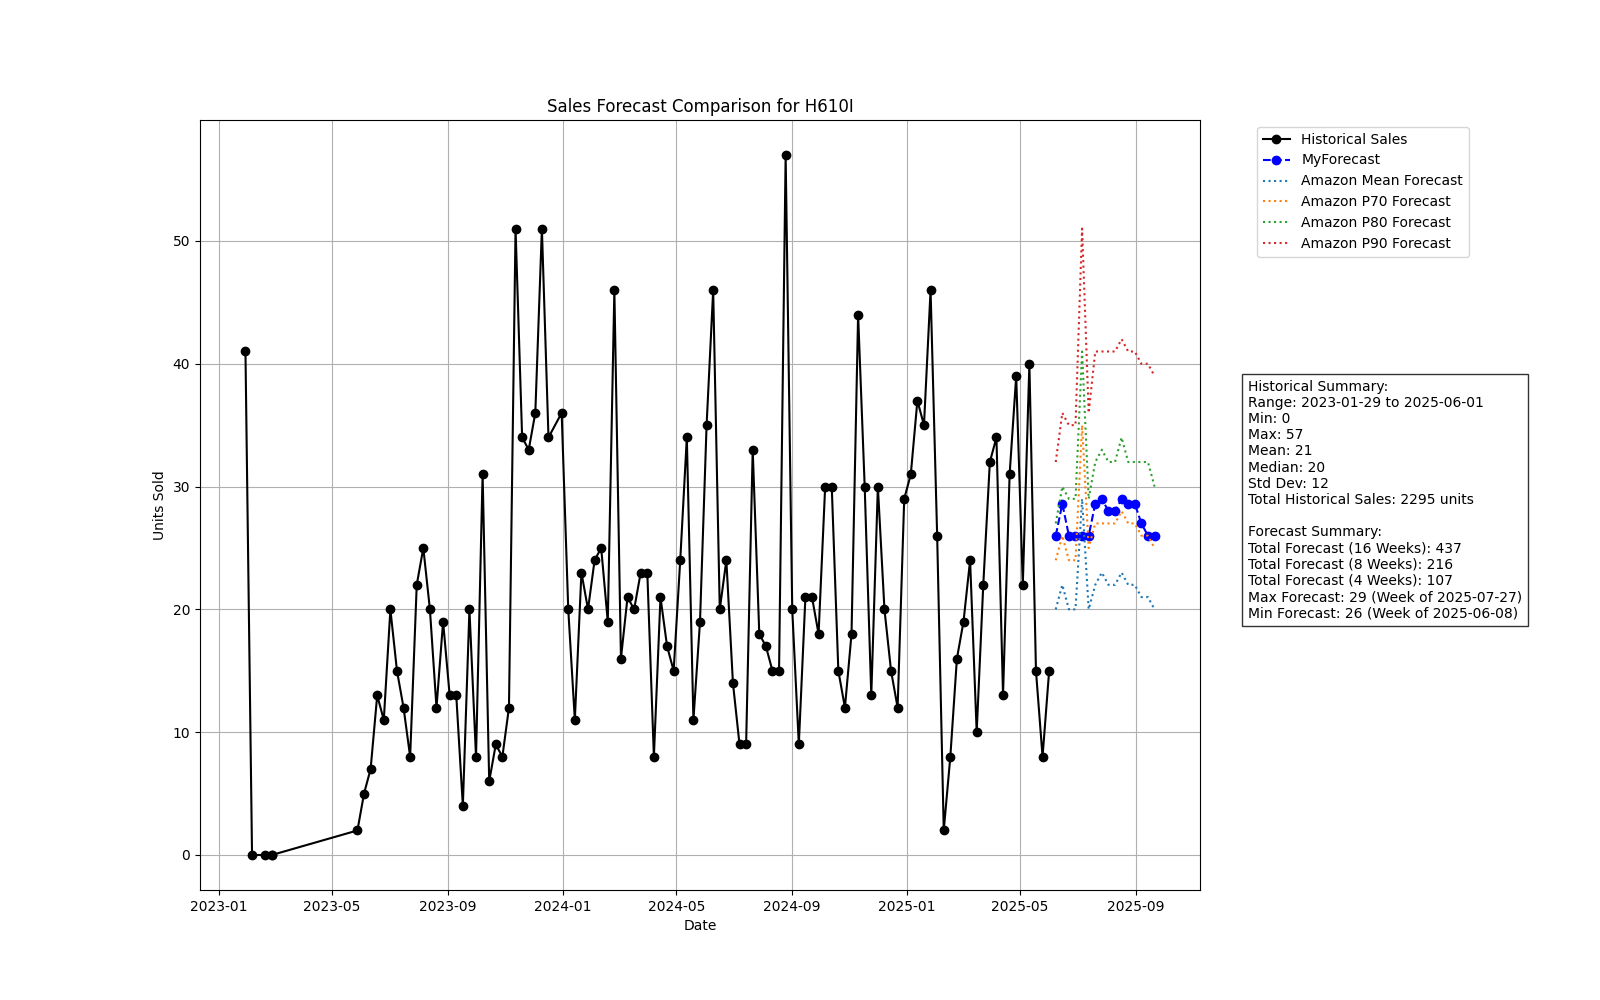 Sales Forecast Comparison for H610I
Units Sold
50
40
30
20
10
0
2023-01
2023-05
2023-09
2024-01
2024-05
2024-09
2025-01
2025-05
2025-09
Date
Historical Sales
MyForecast
Amazon Mean Forecast
Amazon P70 Forecast
Amazon P80 Forecast
Amazon P90 Forecast
Historical Summary:
Range: 2023-01-29 to 2025-06-01
Min: 0
Max: 57
Mean: 21
Median: 20
Std Dev: 12
Total Historical Sales: 2295 units
Forecast Summary:
Total Forecast (16 Weeks): 437
Total Forecast (8 Weeks): 216
Total Forecast (4 Weeks): 107
Max Forecast: 29 (Week of 2025-07-27)
Min Forecast: 26 (Week of 2025-06-08)